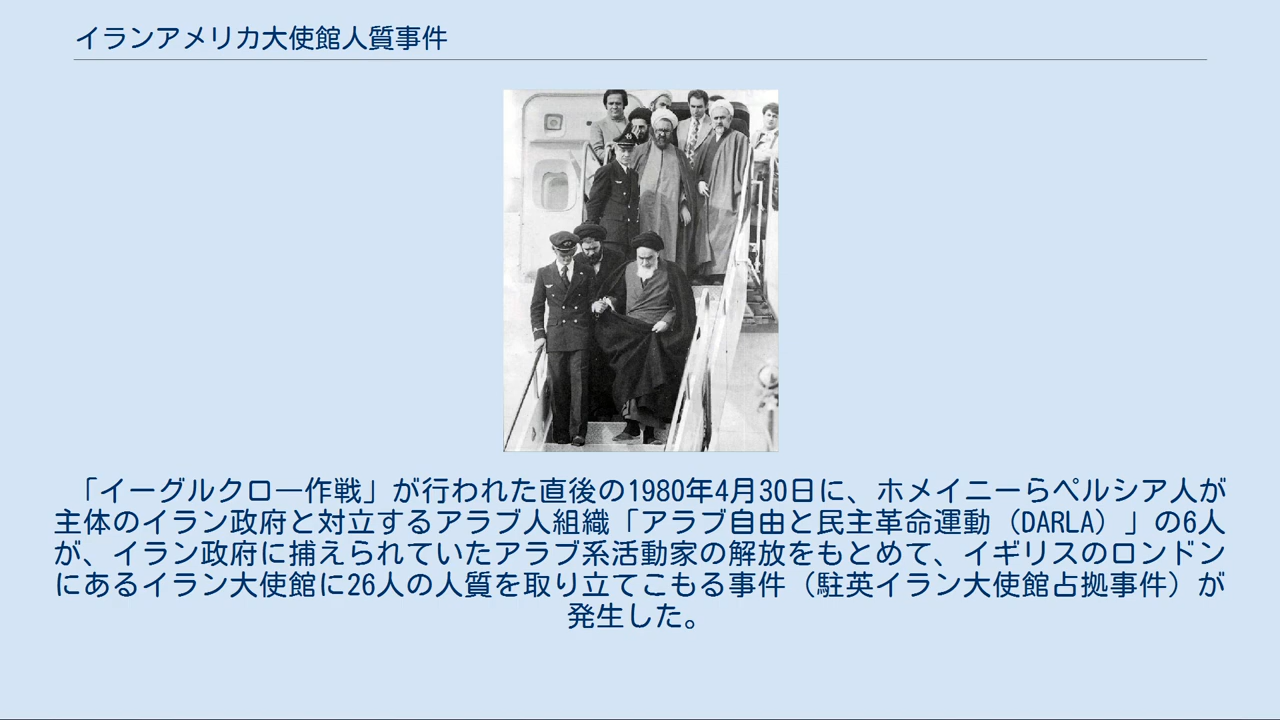 イランアメリカ大使館人質事件
「イーグルクロー作戦」が行われた直後の1980年4月30日に、ホメイニーらペルシア人が
主体のイラン政府と対立するアラブ人組織「アラブ自由と民主革命運動（DARLA）」の6人
が、イラン政府に捕えられていたアラブ系活動家の解放をもとめて、イギリスのロンドン
にあるイラン大使館に26人の人質を取り立てこもる事件（駐英イラン大使館占拠事件）が
発生した。